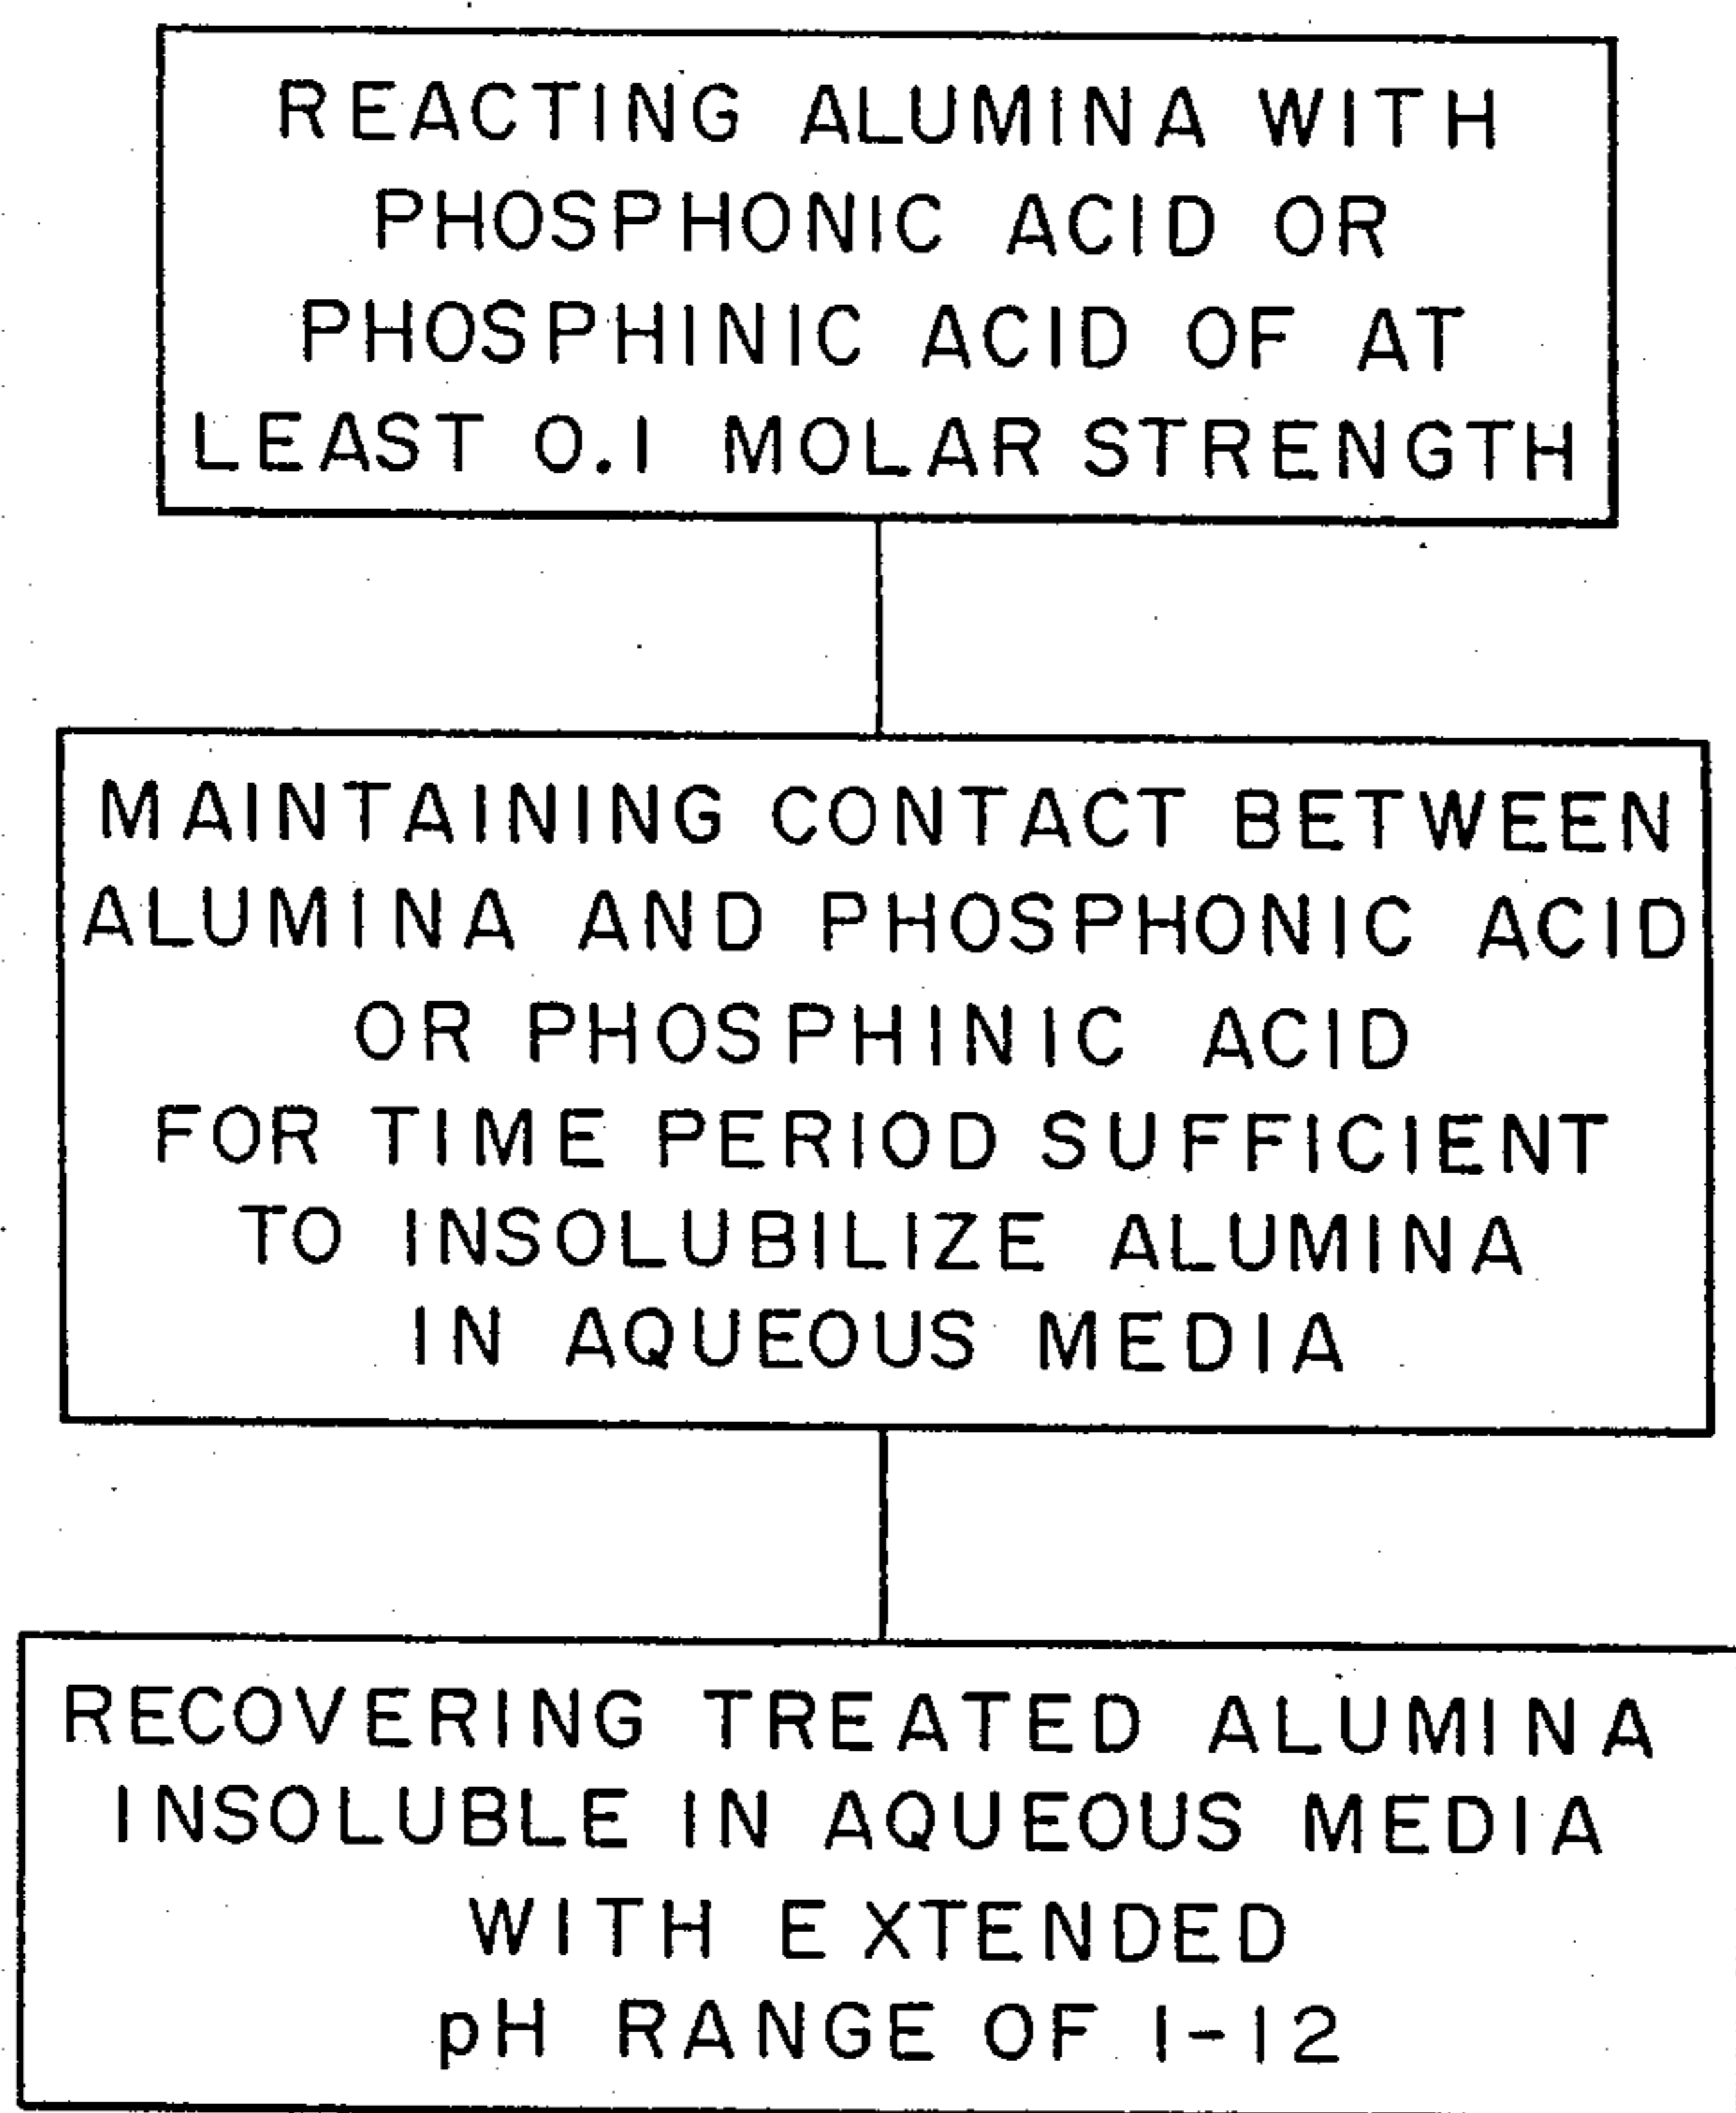 REACTING ALUMINA WITH
PHOSPHONIC ACID OR
PHOSPHINIC ACID OF AT
LEAST 0.1 MOLAR STRENGTH
MAINTAINING CONTACT BETWEEN
ALUMINA AND PHOSPHONIC ACID
OR PHOSPHINIC ACID
FOR TIME PERIOD SUFFICIENT
TO INSOLUBILIZE ALUMINA
IN AQUEOUS MEDIA
RECOVERING TREATED ALUMINA
INSOLUBLE IN AQUEOUS MEDIA
WITH EXTENDED
pH RANGE OF 1-12